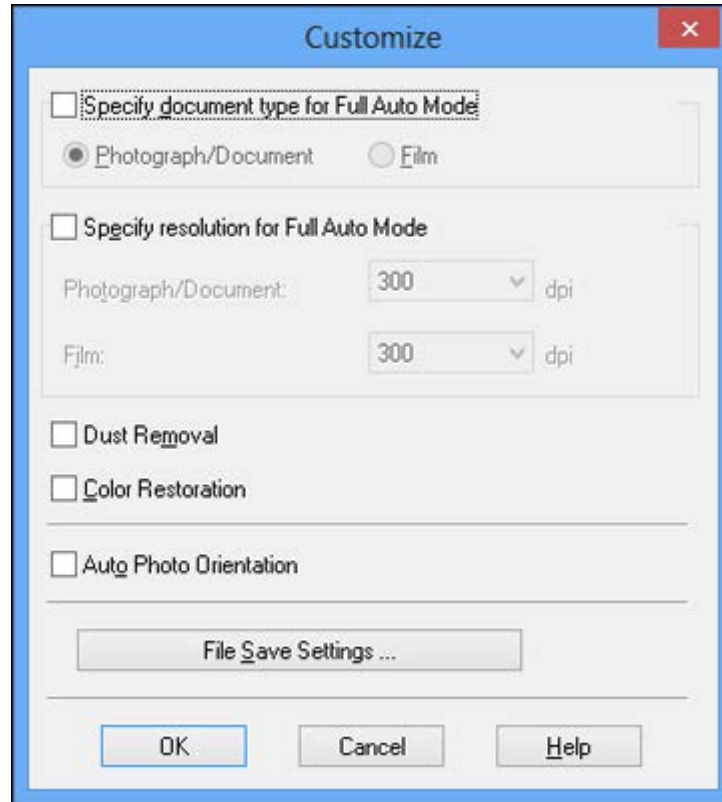 Customize
Specify document type for Full Auto Mode
Photograph/Document Film
Specify resolution for Full Auto Mode
Photograph/Document: 300 dpi
Film: 300 dpi
Dust Removal
Color Restoration
Auto Photo Orientation
File Save Settings ...
OK Cancel Help